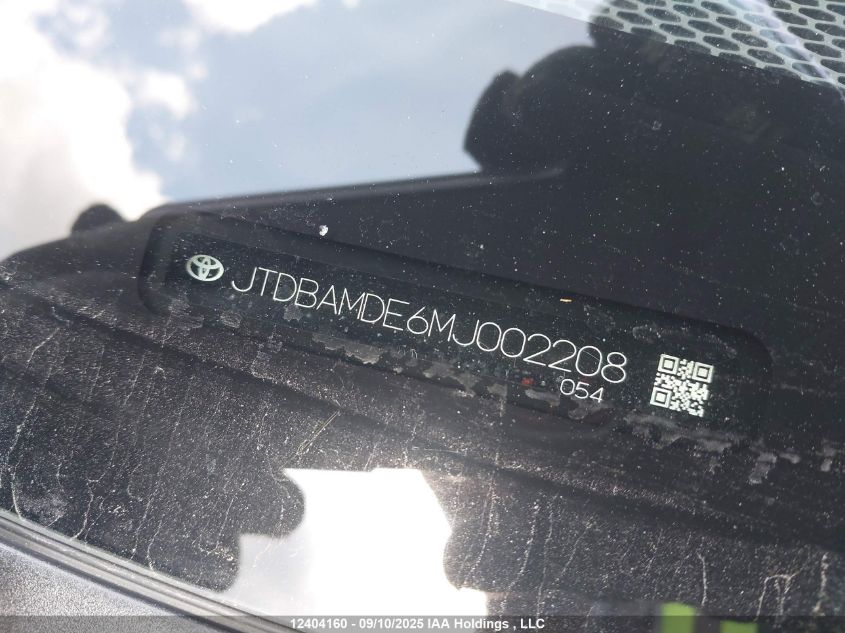 JTDBAMDE6MJ002208
054
12404160 - 09/10/2025 IAA Holdings , LLC